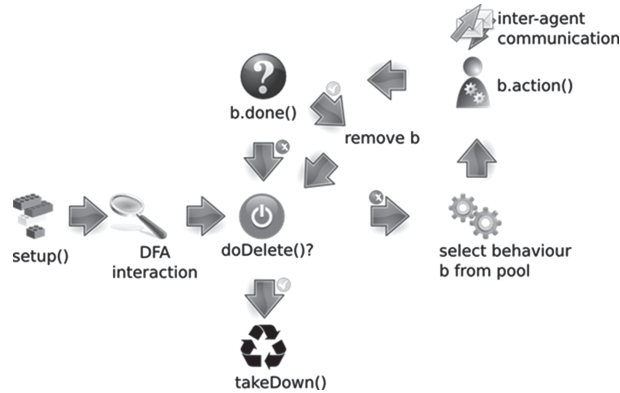 inter-agent
communication
b.action()
b.done()
remove b
setup()
DFA
interaction
doDelete()?
select behaviour
b from pool
takeDown()